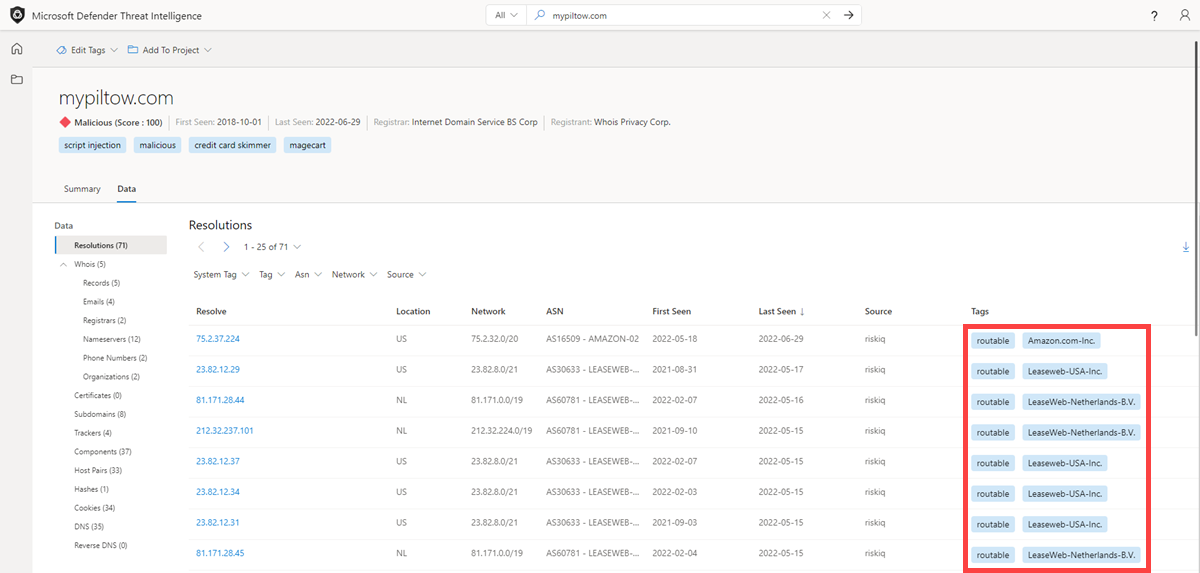 Microsoft Defender Threat Intelligence All mypiltow.com ?
Edit Tags Add To Project
mypiltow.com
Malicious (Score : 100) First Seen: 2018-10-01 Last Seen: 2022-06-29 Registrar: Internet Domain Service BS Corp Registrant: Whois Privacy Corp.
script injection malicious credit card skimmer magecart
Summary Data
Data
Resolutions (71)
Whois (5)
Records (5)
Emails (4)
Registrars (2)
Nameservers (12)
Phone Numbers (2)
Organizations (2)
Certificates (0)
Subdomains (8)
Trackers (4)
Components (37)
Host Pairs (33)
Hashes (1)
Cookies (34)
DNS (35)
Reverse DNS (0)
Resolutions
1 - 25 of 71
System Tag Tag Asn Network Source
Resolve Location Network ASN First Seen Last Seen ↓ Source Tags
75.2.37.224 US 75.2.32.0/20 AS16509 - AMAZON-02 2022-05-18 2022-06-29 riskiq routable Amazon.com-Inc.
23.82.12.29 US 23.82.8.0/21 AS30633 - LEASEWEB-... 2021-08-31 2022-05-17 riskiq routable Leaseweb-USA-Inc.
81.171.28.44 NL 81.171.0.0/19 AS60781 - LEASEWEB-... 2022-02-07 2022-05-16 riskiq routable LeaseWeb-Netherlands-B.V.
212.32.237.101 NL 212.32.224.0/19 AS60781 - LEASEWEB-... 2021-09-10 2022-05-15 riskiq routable LeaseWeb-Netherlands-B.V.
23.82.12.37 US 23.82.8.0/21 AS30633 - LEASEWEB-... 2022-02-07 2022-05-15 riskiq routable Leaseweb-USA-Inc.
23.82.12.34 US 23.82.8.0/21 AS30633 - LEASEWEB-... 2022-02-03 2022-05-15 riskiq routable Leaseweb-USA-Inc.
23.82.12.31 US 23.82.8.0/21 AS30633 - LEASEWEB-... 2021-09-03 2022-05-15 riskiq routable Leaseweb-USA-Inc.
81.171.28.45 NL 81.171.0.0/19 AS60781 - LEASEWEB-... 2022-02-04 2022-05-15 riskiq routable LeaseWeb-Netherlands-B.V.